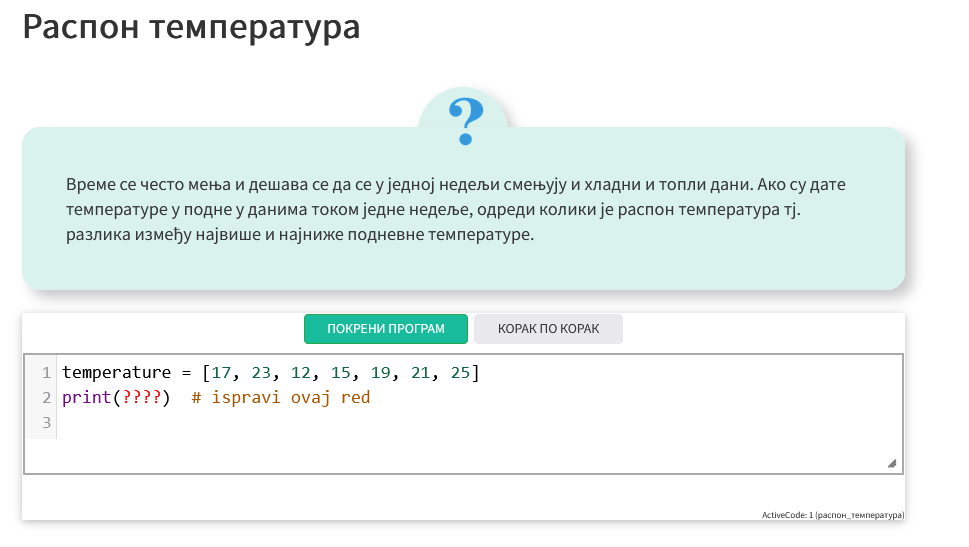 Распон температура
?
Време се често мења и дешава се да се у једној недељи смењују и хладни и топли дани. Ако су дате
температуре у подне у данима током једне недеље, одреди колики је распон температура тј.
разлика између највише и најниже подневне температуре.
ПОКРЕНИ ПРОГРАМ КОРАК ПО КОРАК
1 temperature = [17, 23, 12, 15, 19, 21, 25]
2 print(????)  # ispravi ovaj red
3
ActiveCode: 1 (распон_температура)